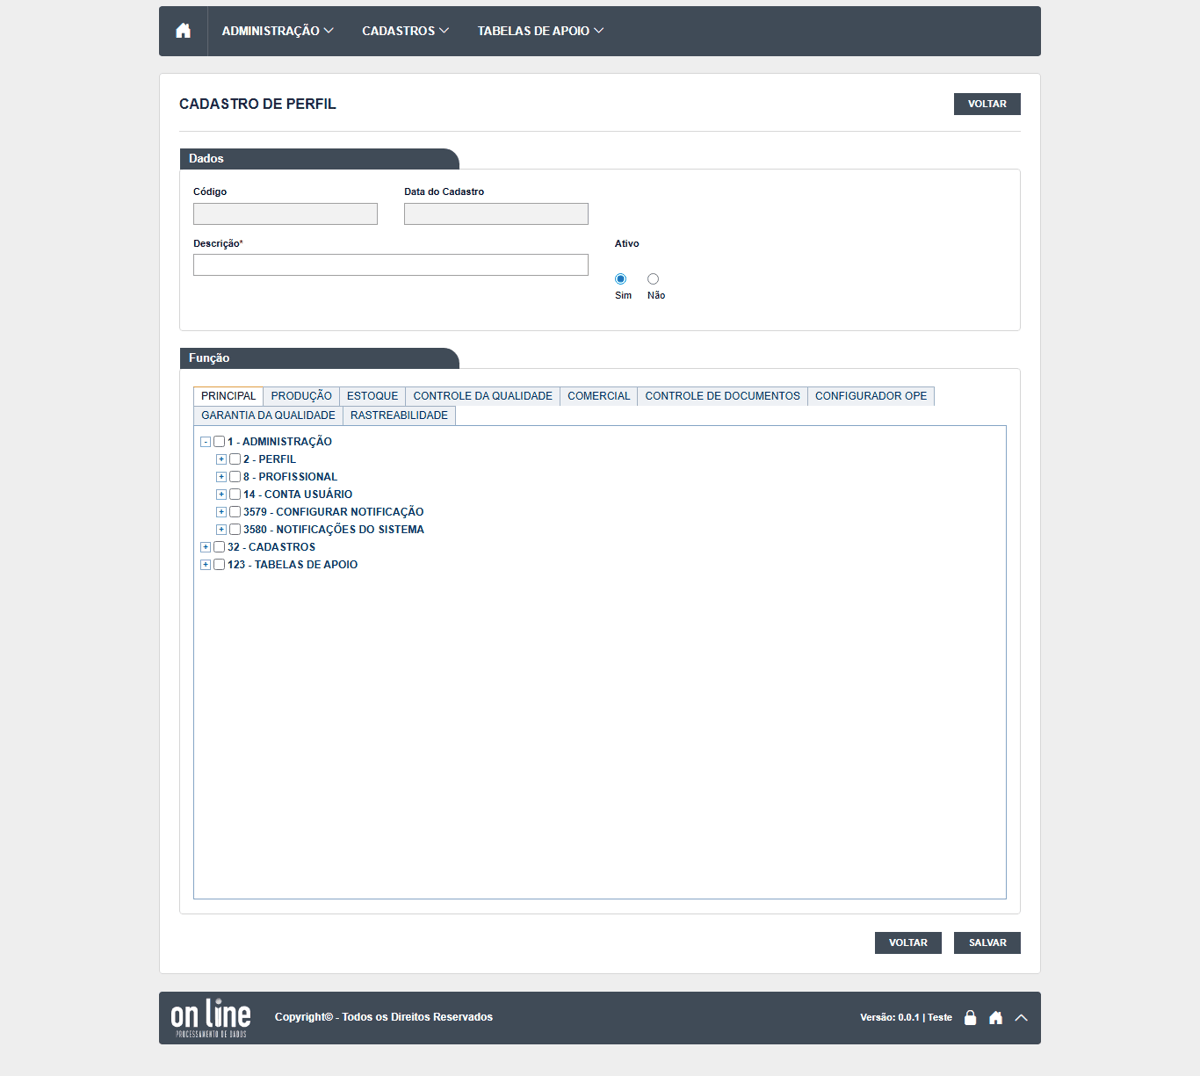 ADMINISTRAÇÃO CADASTROS TABELAS DE APOIO
CADASTRO DE PERFIL VOLTAR
Dados
Código Data do Cadastro
Descrição* Ativo
Sim Não
Função
PRINCIPAL PRODUÇÃO ESTOQUE CONTROLE DA QUALIDADE COMERCIAL CONTROLE DE DOCUMENTOS CONFIGURADOR OPE
GARANTIA DA QUALIDADE RASTREABILIDADE
1 - ADMINISTRAÇÃO
2 - PERFIL
8 - PROFISSIONAL
14 - CONTA USUÁRIO
3579 - CONFIGURAR NOTIFICAÇÃO
3580 - NOTIFICAÇÕES DO SISTEMA
32 - CADASTROS
123 - TABELAS DE APOIO
VOLTAR SALVAR
on line
PROCESSAMENTO DE DADOS
Copyright© - Todos os Direitos Reservados
Versão: 0.0.1 | Teste